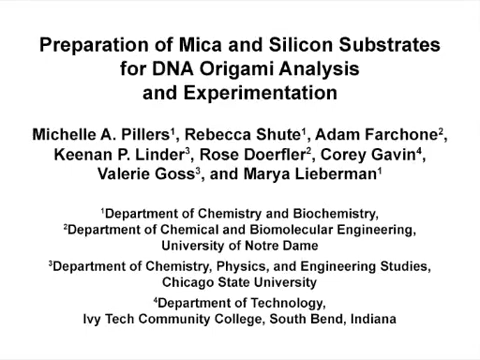 Preparation of Mica and Silicon Substrates
for DNA Origami Analysis
and Experimentation
Michelle A. Pillers¹, Rebecca Shute¹, Adam Farchone²,
Keenan P. Linder³, Rose Doerfler², Corey Gavin⁴,
Valerie Goss³, and Marya Lieberman¹
¹Department of Chemistry and Biochemistry,
²Department of Chemical and Biomolecular Engineering,
University of Notre Dame
³Department of Chemistry, Physics, and Engineering Studies,
Chicago State University
⁴Department of Technology,
Ivy Tech Community College, South Bend, Indiana